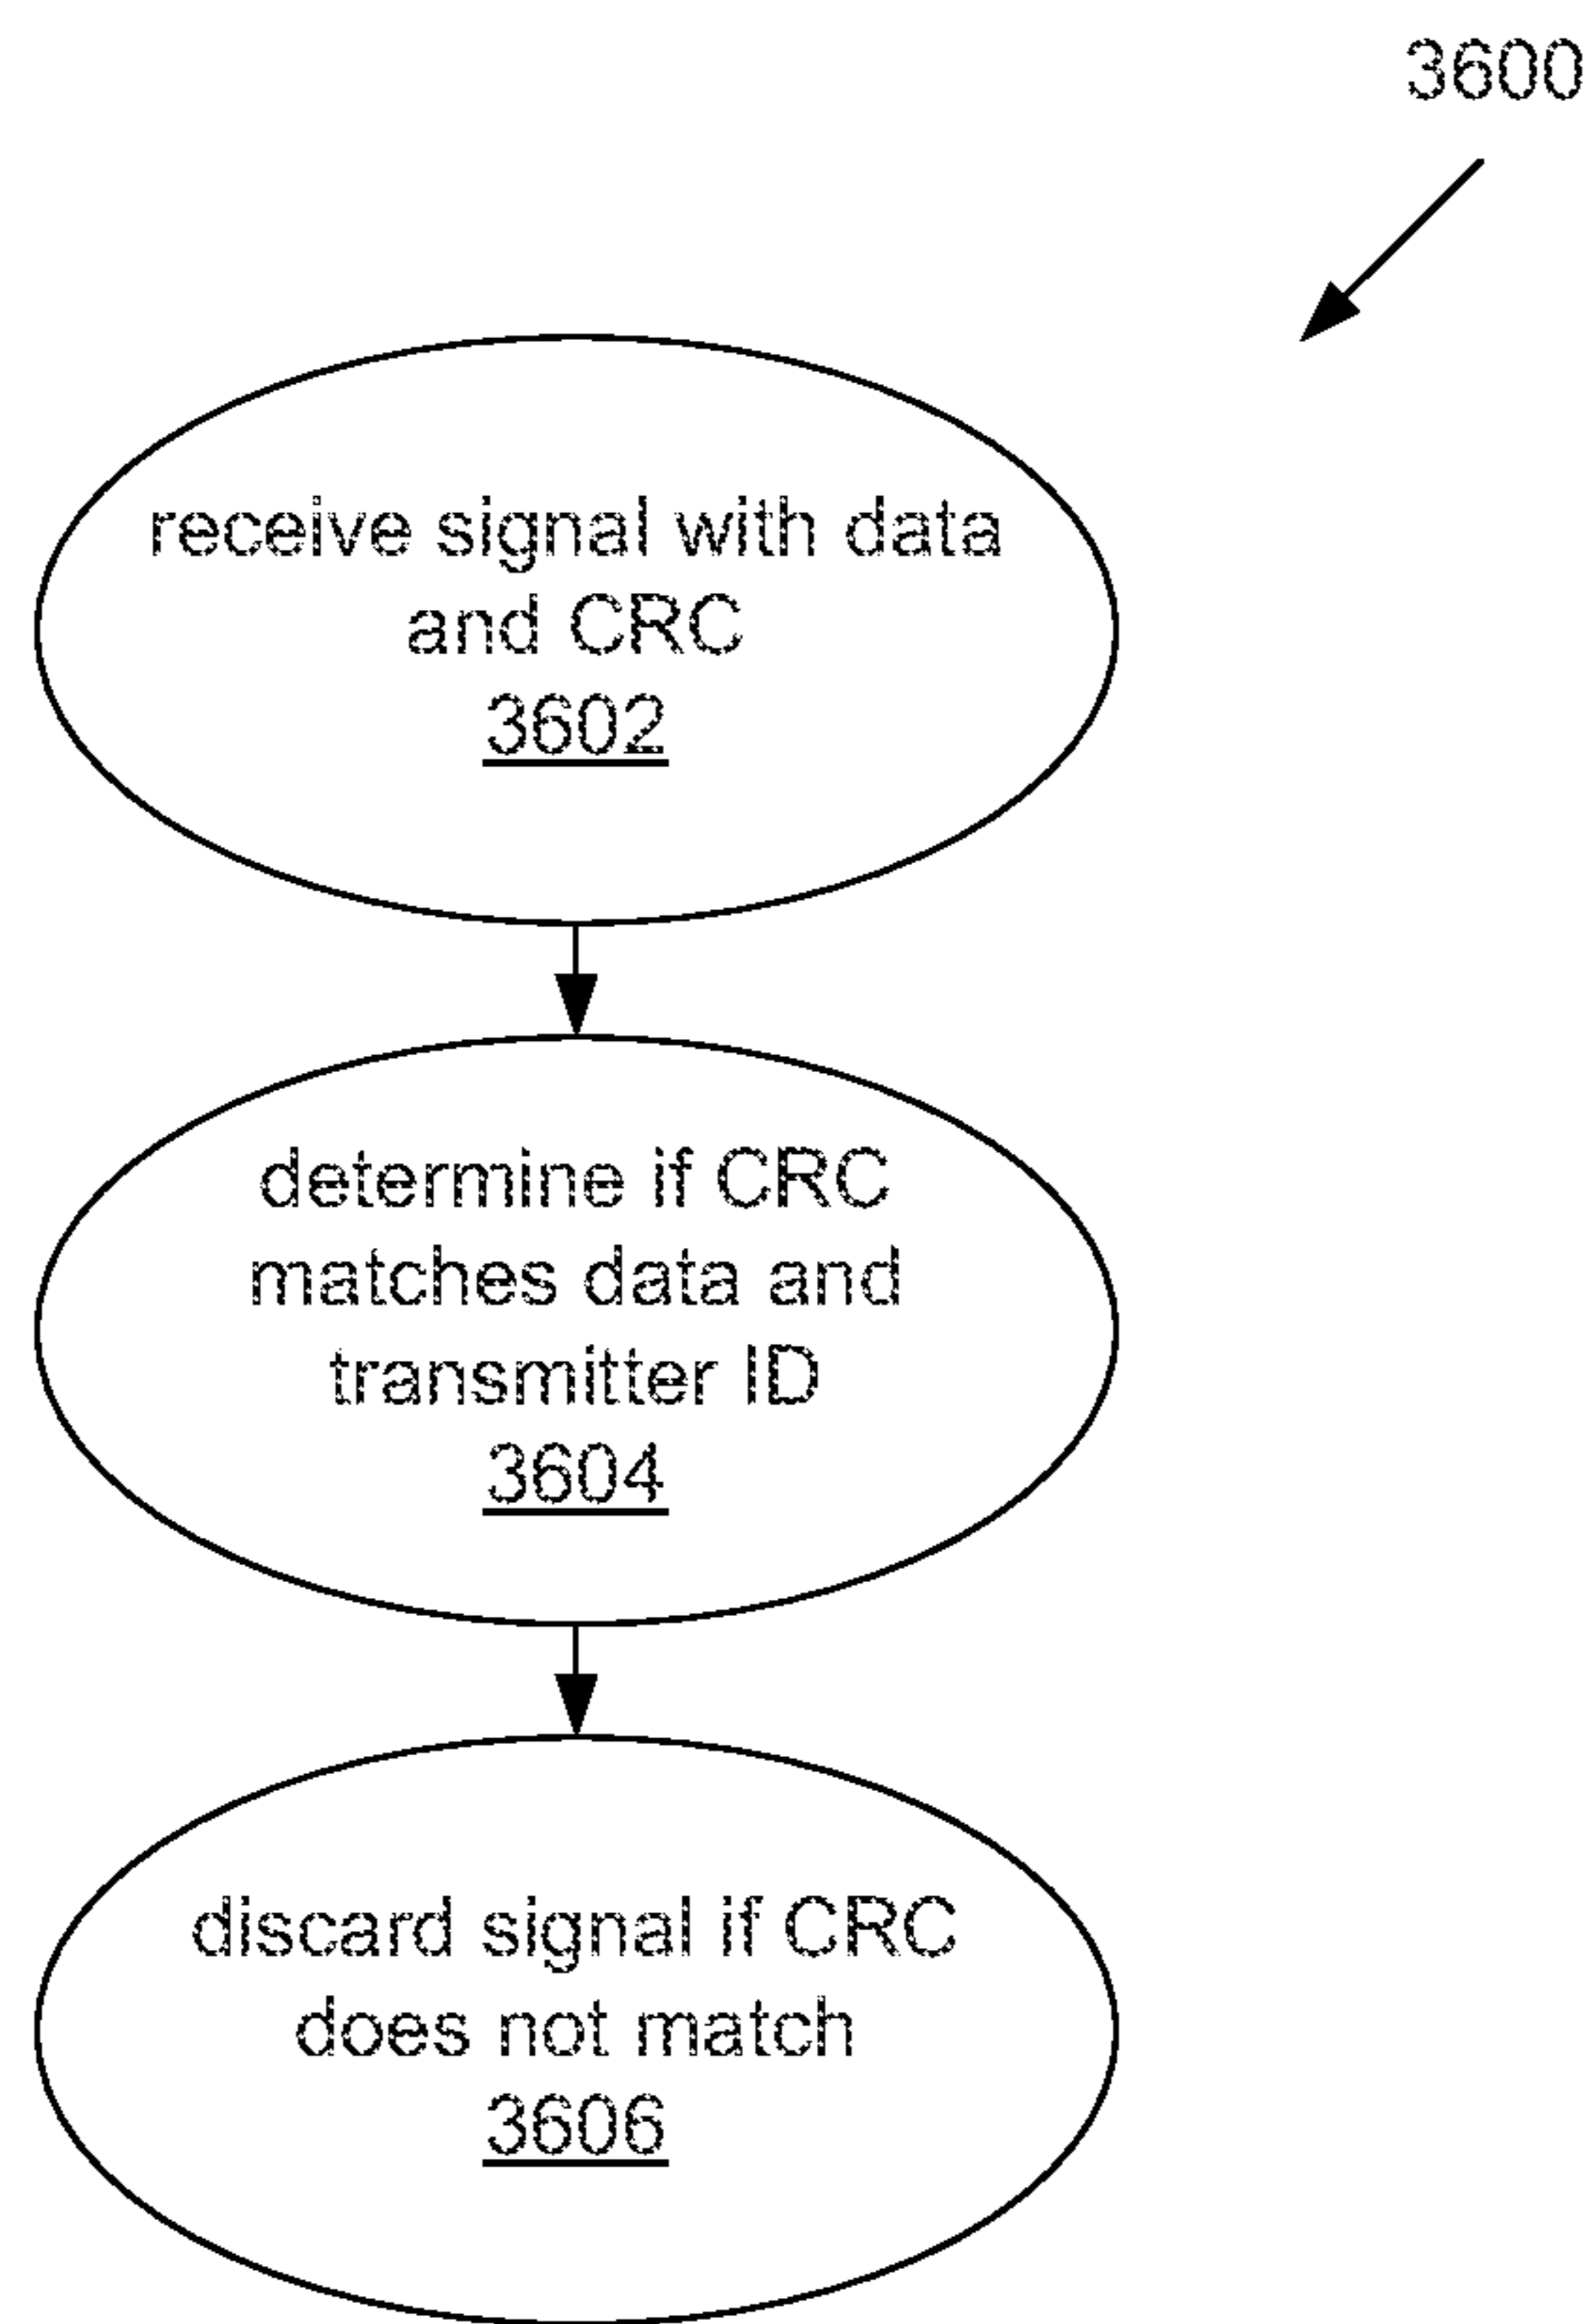 3600
receive signal with data
and CRC
3602
determine if CRC
matches data and
transmitter ID
3604
discard signal if CRC
does not match
3606